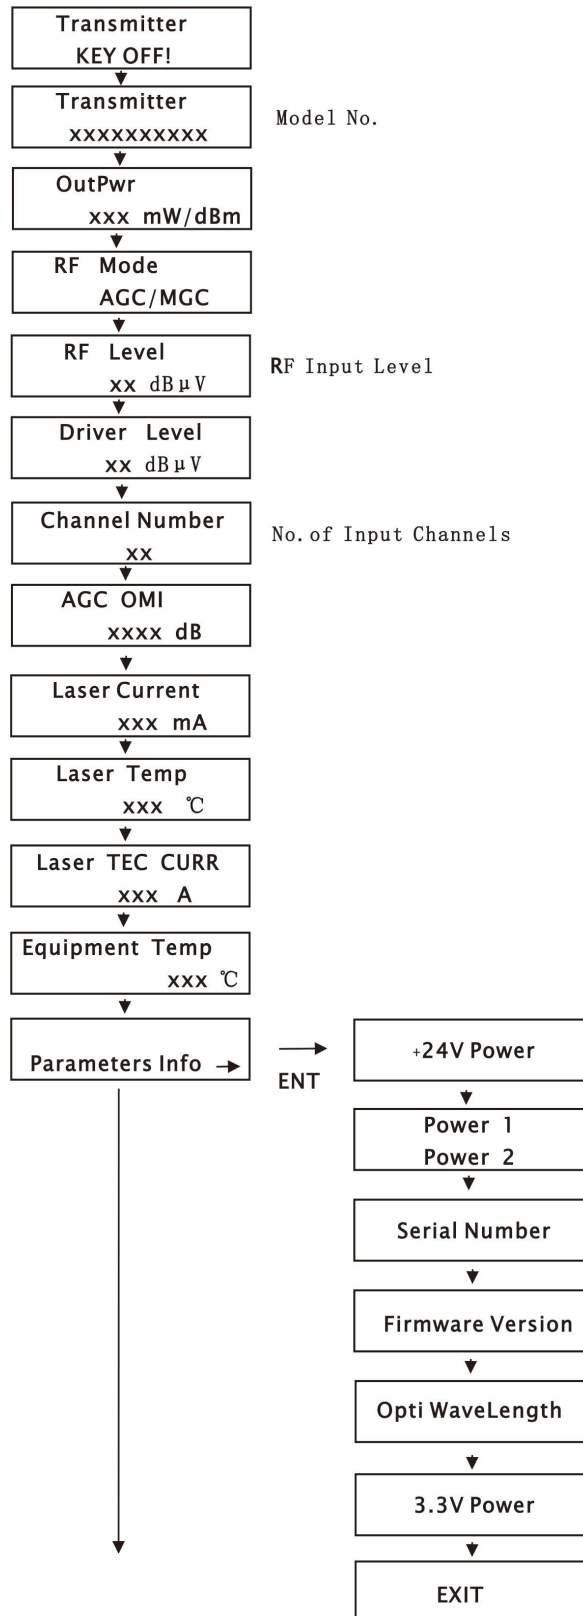 Transmitter
KEY OFF!
Transmitter
xxxxxxxxxx
Model No.
OutPwr
xxx mW/dBm
RF Mode
AGC/MGC
RF Level
xx dBμV
RF Input Level
Driver Level
xx dBμV
Channel Number
xx
No. of Input Channels
AGC OMI
xxxx dB
Laser Current
xxx mA
Laser Temp
xxx ℃
Laser TEC CURR
xxx A
Equipment Temp
xxx ℃
Parameters Info →
ENT
+24V Power
Power 1
Power 2
Serial Number
Firmware Version
Opti WaveLength
3.3V Power
EXIT